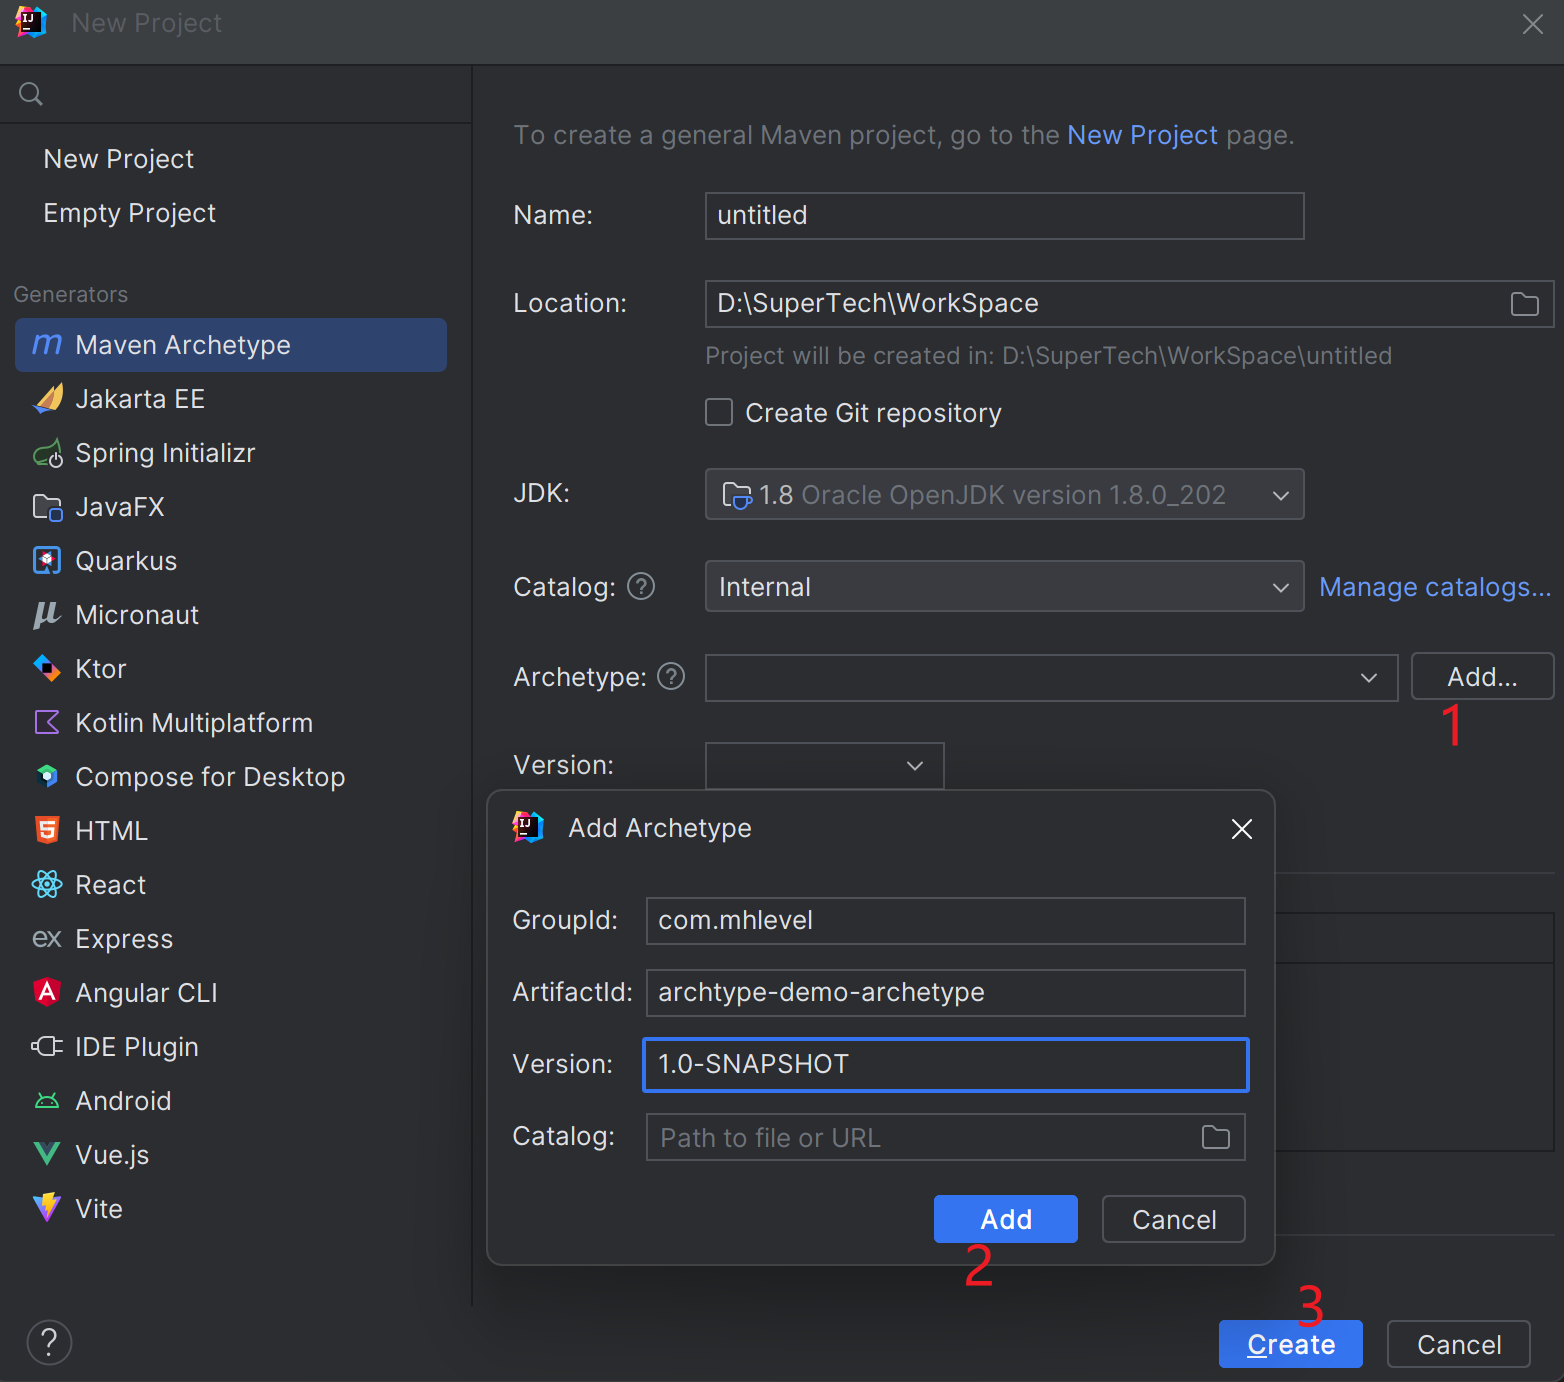 New Project
New Project
Empty Project
Generators
Maven Archetype
Jakarta EE
Spring Initializr
JavaFX
Quarkus
Micronaut
Ktor
Kotlin Multiplatform
Compose for Desktop
HTML
React
ex Express
Angular CLI
IDE Plugin
Android
Vue.js
Vite
?
To create a general Maven project, go to the New Project page.
Name: untitled
Location: D:\SuperTech\WorkSpace
Project will be created in: D:\SuperTech\WorkSpace\untitled
Create Git repository
JDK: 1.8 Oracle OpenJDK version 1.8.0_202
Catalog: ? Internal Manage catalogs...
Archetype: ? Add...
1
Version:
Add Archetype
GroupId: com.mhlevel
ArtifactId: archtype-demo-archetype
Version: 1.0-SNAPSHOT
Catalog: Path to file or URL
Add Cancel
2
3
Create Cancel